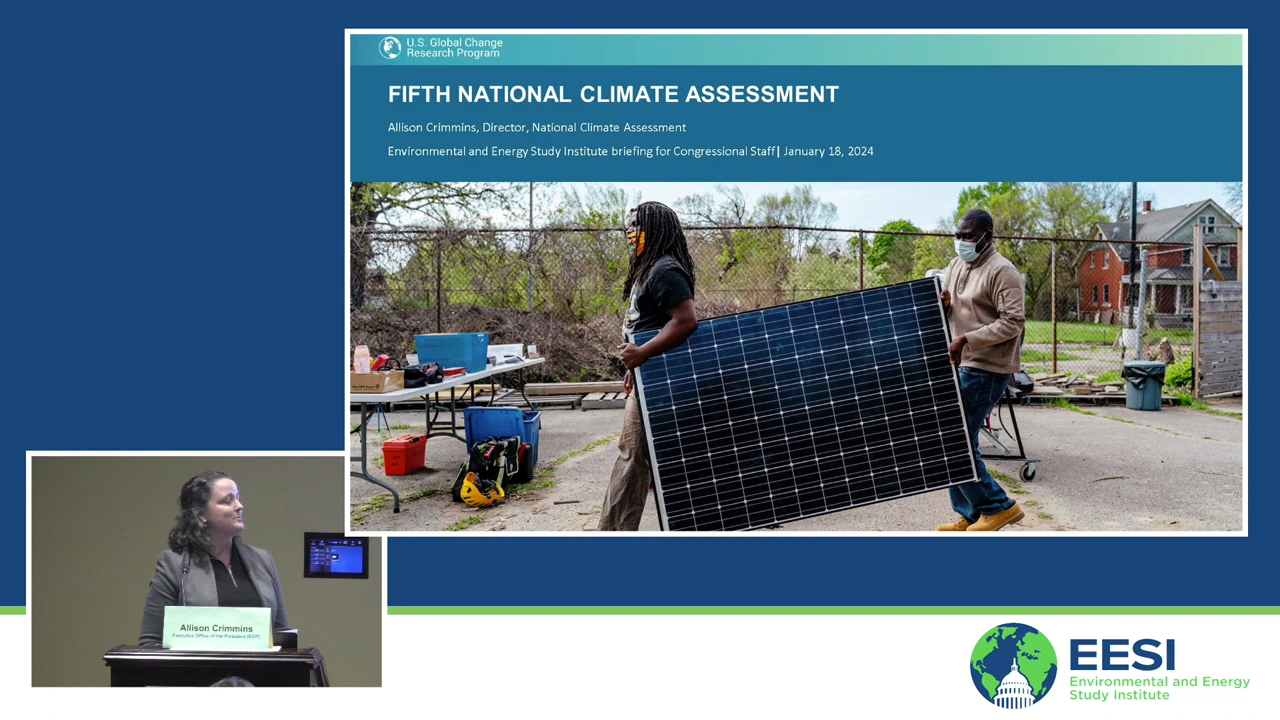 U.S. Global Change
Research Program
FIFTH NATIONAL CLIMATE ASSESSMENT
Allison Crimmins, Director, National Climate Assessment
Environmental and Energy Study Institute briefing for Congressional Staff| January 18, 2024
Allison Crimmins
Executive Office of the President (EOP)
EESI
Environmental and Energy
Study Institute